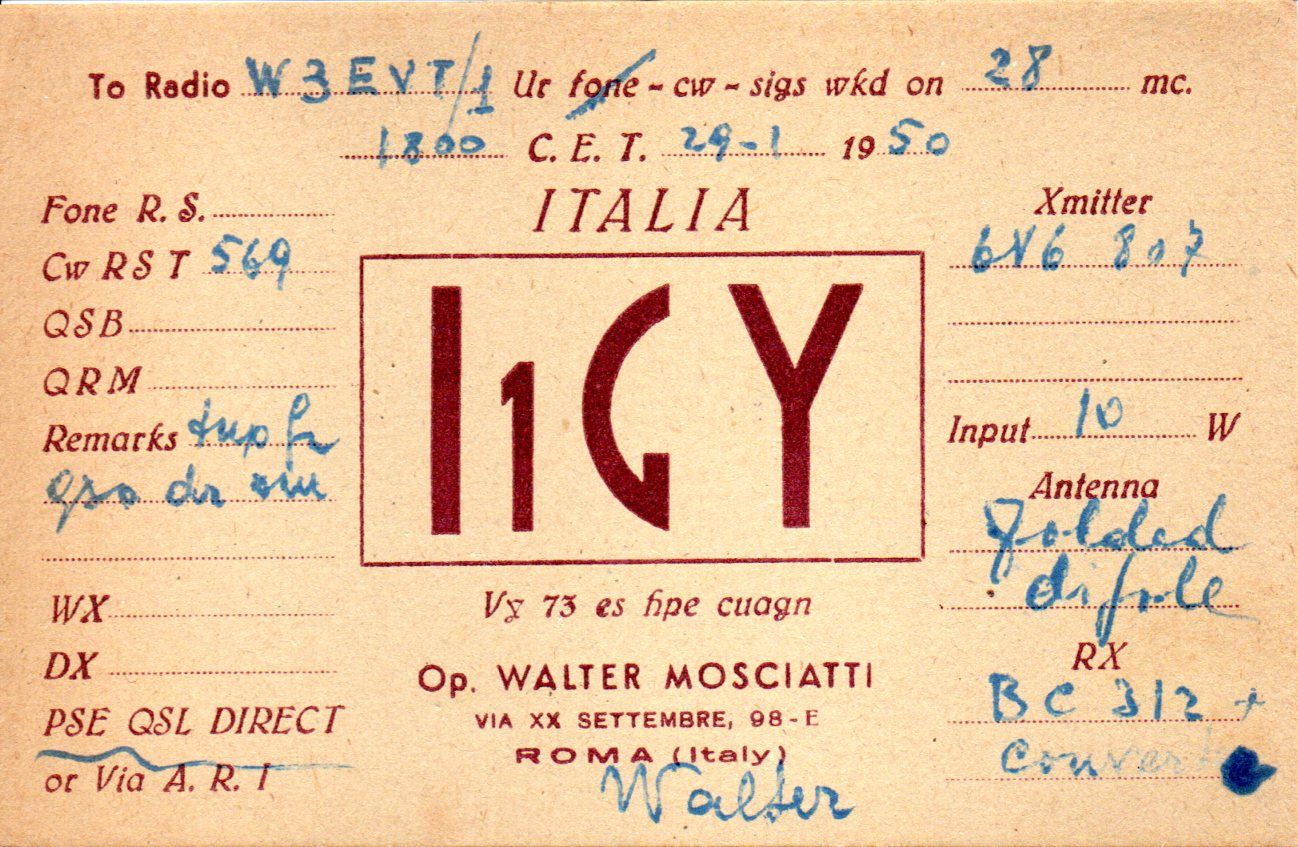 To Radio W3EVT/1 Ur fone - cw - sigs wkd on 28 mc.
1800 C. E. T. 29-1 1950
Fone R. S.
Cw RST 569
QSB
QRM
Remarks tnx fr
qso dr om
WX
DX
PSE QSL DIRECT
or Via A. R. I
ITALIA
I1GY
Vy 73 es hpe cuagn
Op. WALTER MOSCIATTI
VIA XX SETTEMBRE, 98-E
ROMA (Italy)
Walter
Xmitter
6V6 807
Input 10 W
Antenna
Folded
dipole
RX
BC 312 +